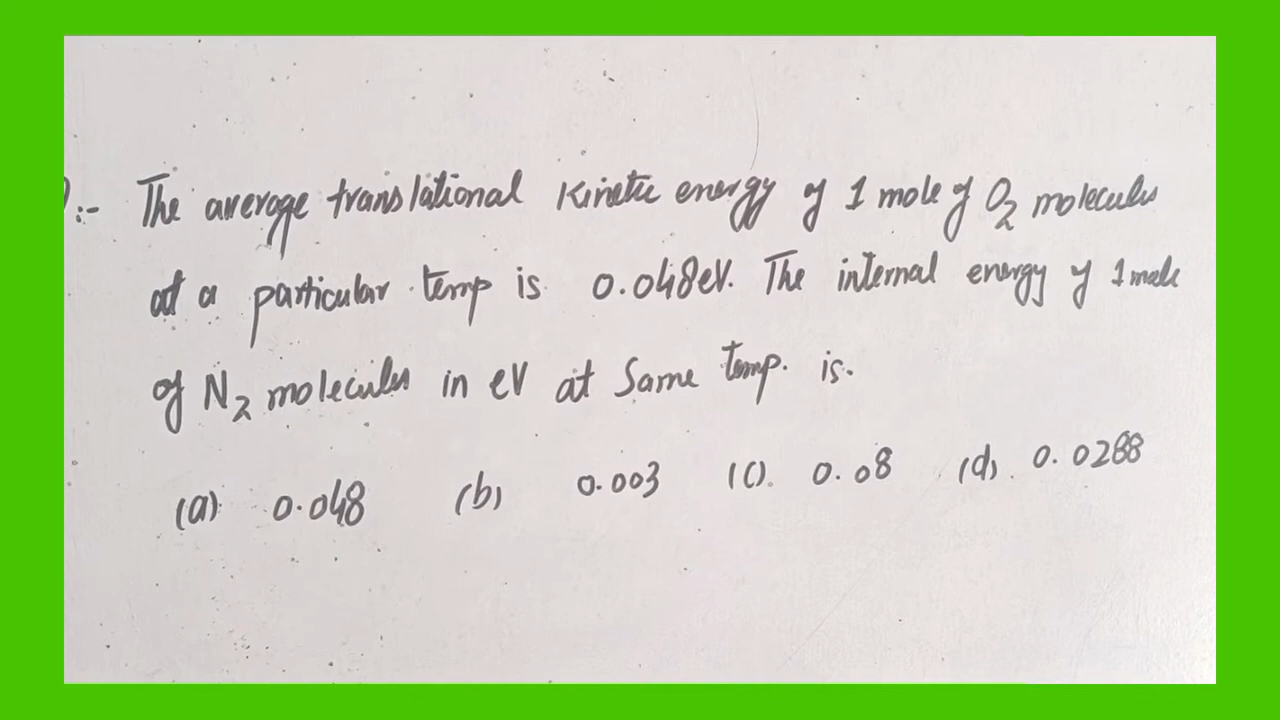 :- The average translational Kinetic energy of 1 mole of O2 molecules
at a particular temp is 0.048eV. The internal energy of 1 mole
of N2 molecules in eV at Same temp. is.
(a) 0.048 (b) 0.003 (c). 0.08 (d) 0.0288